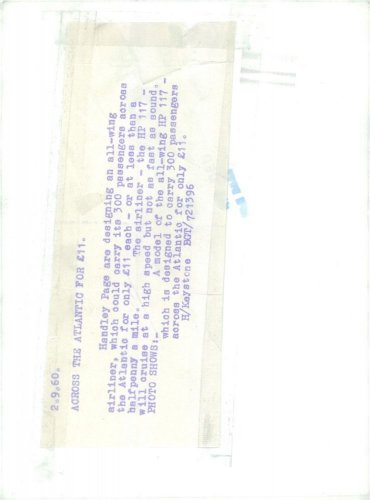 2.9.60.
ACROSS THE ATLANTIC FOR £11.
Handley Page are designing an all-wing
airliner, which could carry its 300 passengers across
the Atlantic for only £11 each - or at less than a
halfpenny a mile. The airliner - the HP 117 -
will cruise at a high speed but not as fast as sound.
PHOTO SHOWS:- A model of the all-wing HP 117 -
which is designed to carry 300 passengers
across the Atlantic for only £11.
H/Keystone BGT/721396